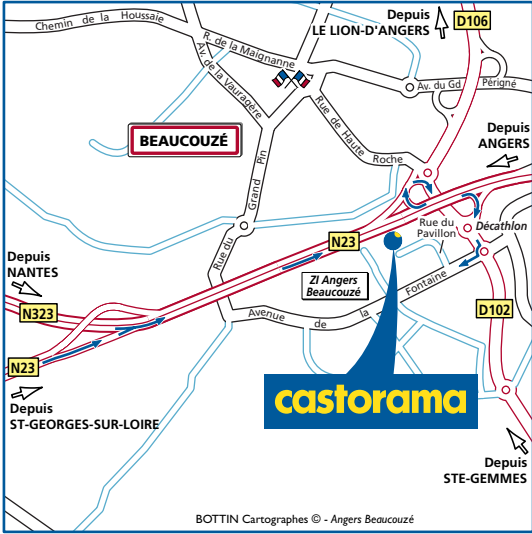 Depuis
LE LION-D'ANGERS
D106
Chemin de la Houssaie
R. de la Maignanne
Av. de la Vauragère
Av. du Gd Périgné
Rue de Haute Roche
BEAUCOUZÉ
Depuis
ANGERS
Rue du Grand Pin
Rue du
Pavillon
Décathlon
N23
Depuis
NANTES
ZI Angers
Beaucouzé
N323
Avenue de la Fontaine
D102
N23
castorama
Depuis
ST-GEORGES-SUR-LOIRE
Depuis
STE-GEMMES
BOTTIN Cartographes © - Angers Beaucouzé